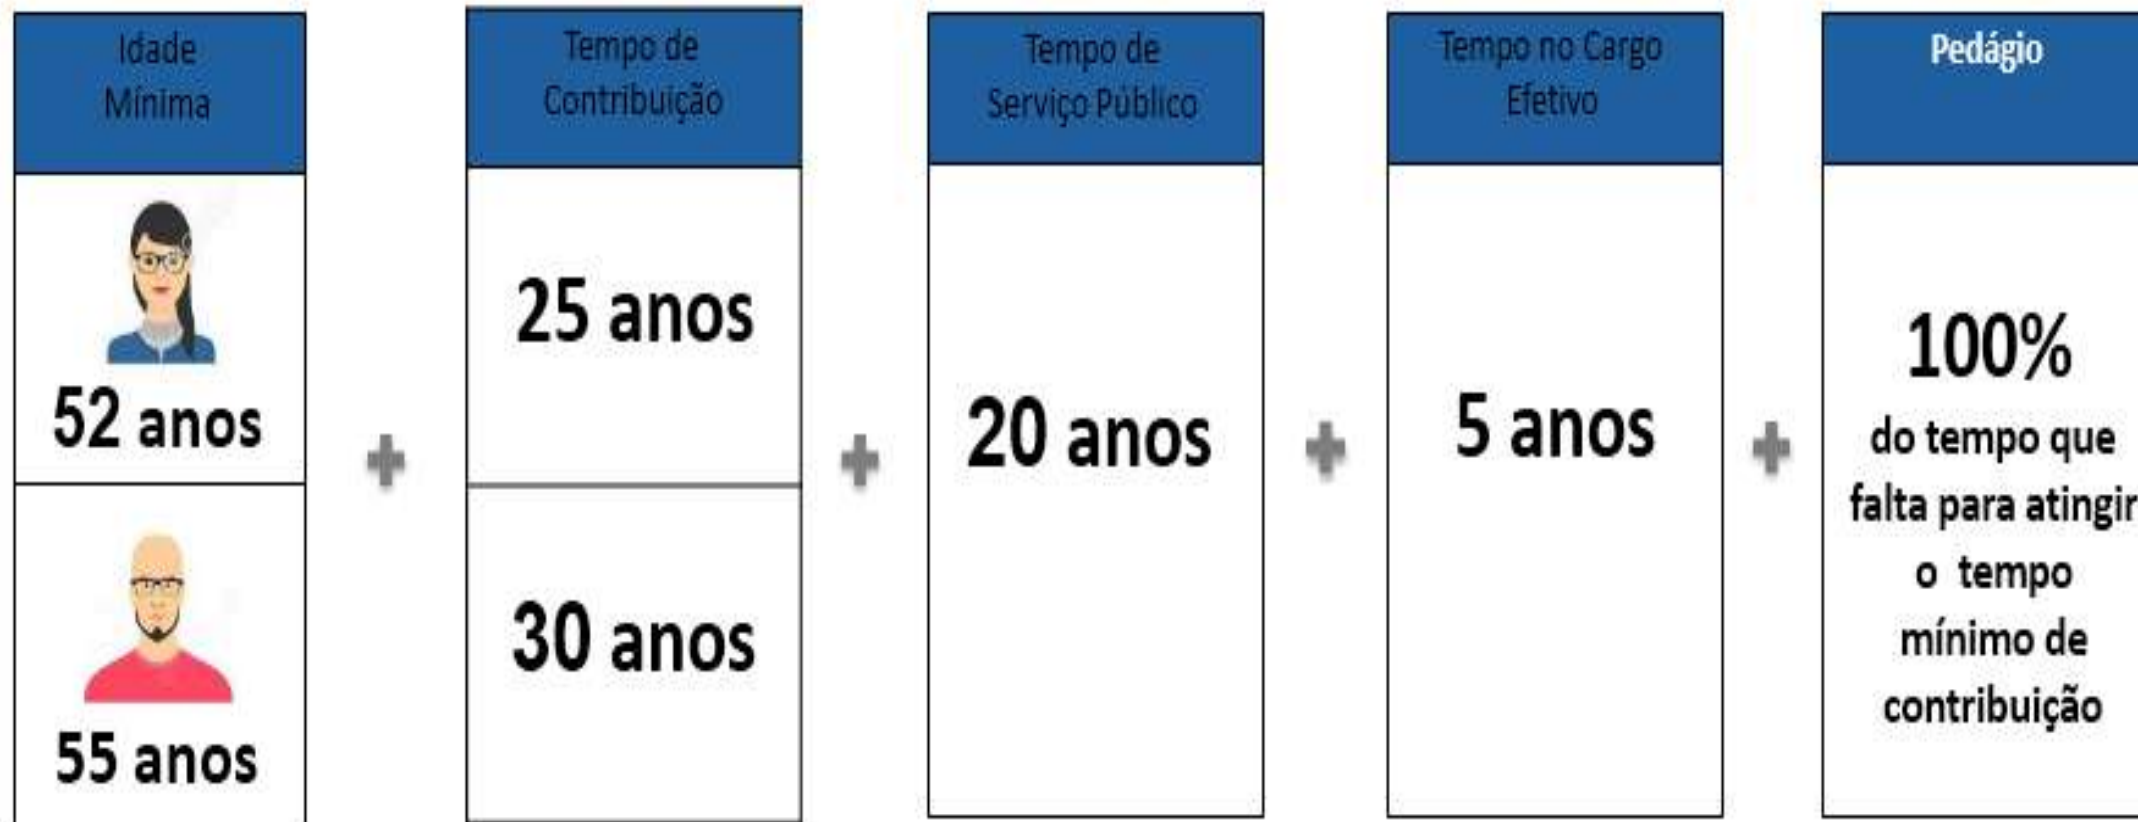 Idade
Mínima
52 anos
55 anos
Tempo de
Contribuição
25 anos
30 anos
Tempo de
Serviço Público
20 anos
Tempo no Cargo
Efetivo
5 anos
Pedágio
100%
do tempo que
falta para atingir
o tempo
mínimo de
contribuição